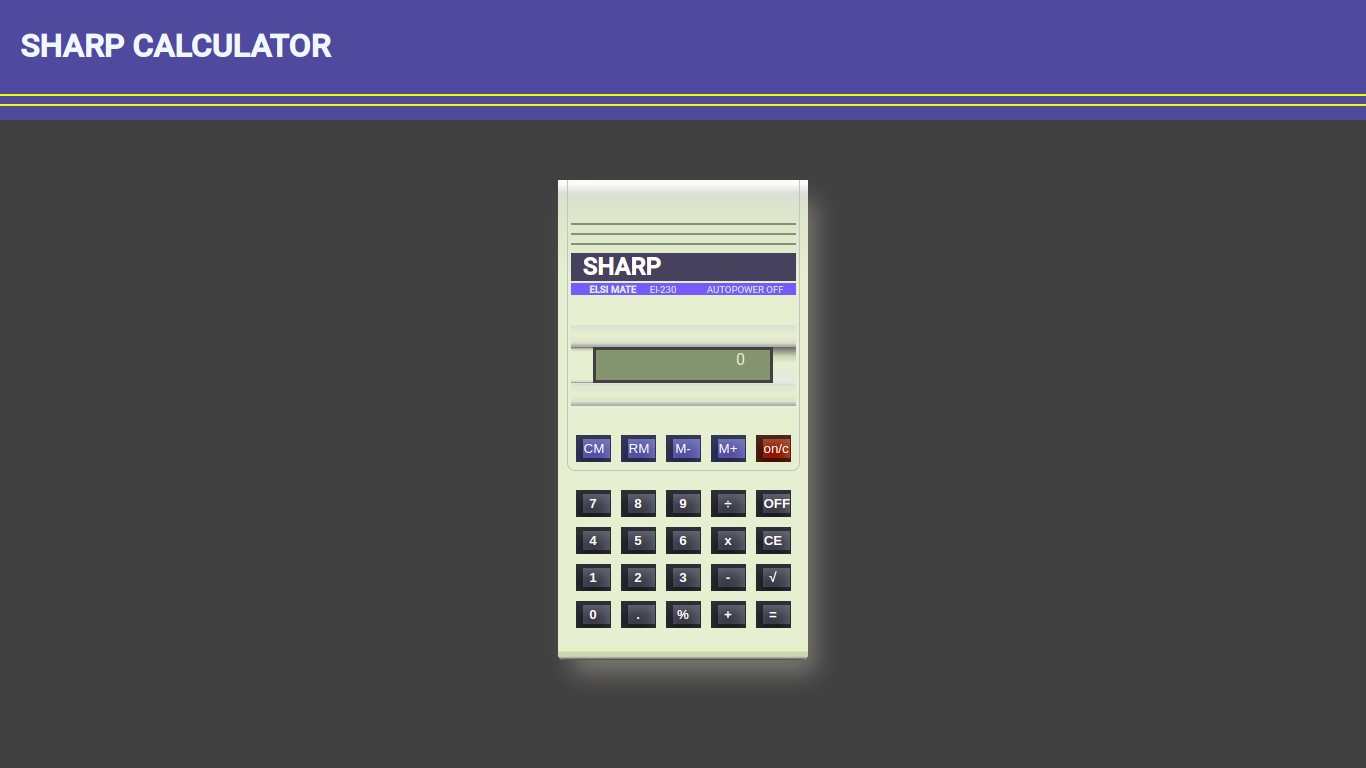 SHARP CALCULATOR
SHARP
ELSI MATE EI-230 AUTOPOWER OFF
0
CM RM M- M+ on/c
7 8 9 ÷ OFF
4 5 6 x CE
1 2 3 - √
0 . % + =